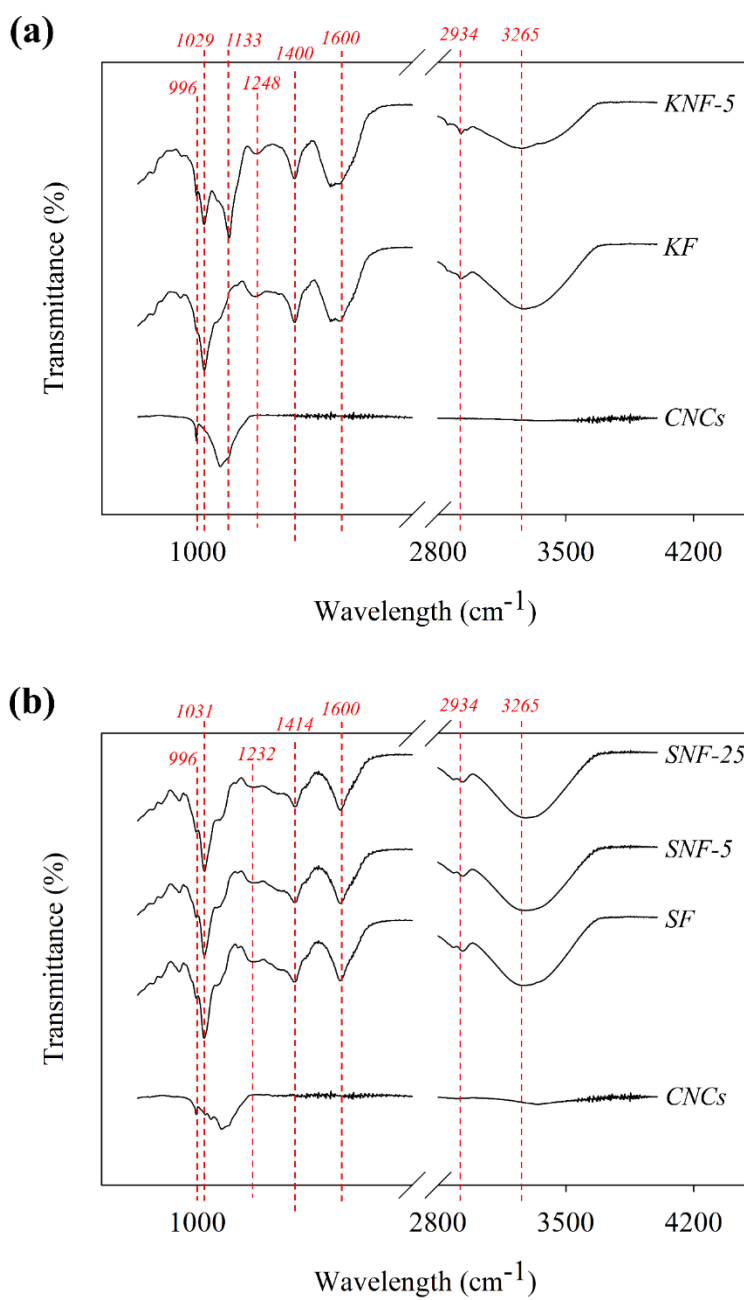 (a)
1029 1133 1400 1600 2934 3265
996 1248
KNF-5
KF
CNCs
Transmittance (%)
1000 2800 3500 4200
Wavelength (cm-1)
(b)
1031 1414 1600 2934 3265
996 1232
SNF-25
SNF-5
SF
CNCs
Transmittance (%)
1000 2800 3500 4200
Wavelength (cm-1)